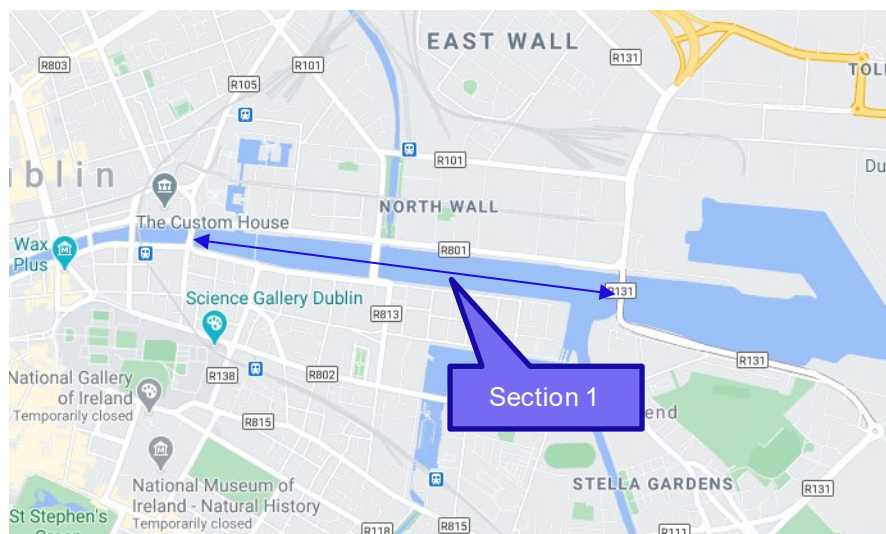 EAST WALL
R803
R101
R131
TOLL
R105
blin
R101
Du
NORTH WALL
The Custom House
Wax
Plus
R801
R131
Science Gallery Dublin
R813
National Gallery
of Ireland
Temporarily closed
R138
R802
R131
Section 1
end
R815
STELLA GARDENS
National Museum of
Ireland - Natural History
Temporarily closed
R131
St Stephen's
R118
R815
R111